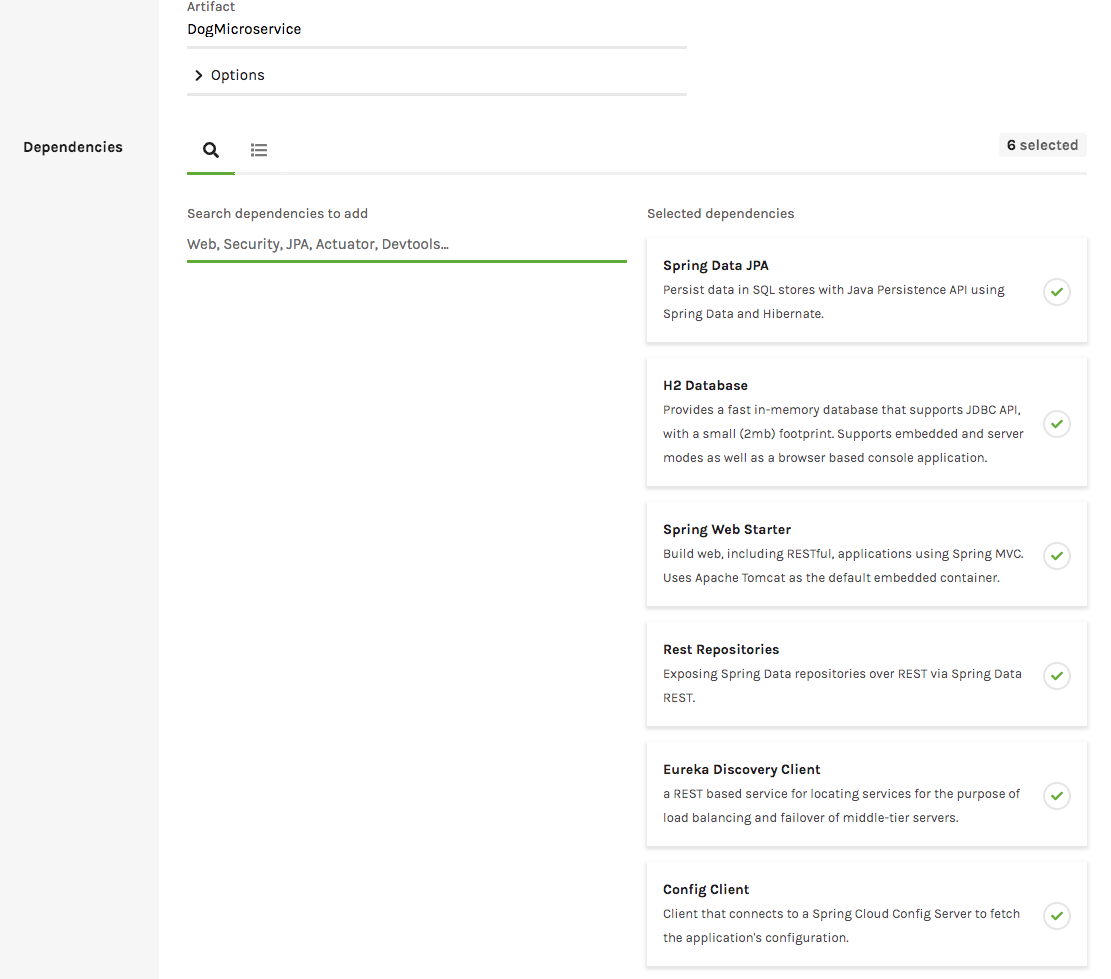 Artifact
DogMicroservice
Options
Dependencies
6 selected
Search dependencies to add
Web, Security, JPA, Actuator, Devtools...
Selected dependencies
Spring Data JPA
Persist data in SQL stores with Java Persistence API using
Spring Data and Hibernate.
H2 Database
Provides a fast in-memory database that supports JDBC API,
with a small (2mb) footprint. Supports embedded and server
modes as well as a browser based console application.
Spring Web Starter
Build web, including RESTful, applications using Spring MVC.
Uses Apache Tomcat as the default embedded container.
Rest Repositories
Exposing Spring Data repositories over REST via Spring Data
REST.
Eureka Discovery Client
a REST based service for locating services for the purpose of
load balancing and failover of middle-tier servers.
Config Client
Client that connects to a Spring Cloud Config Server to fetch
the application's configuration.